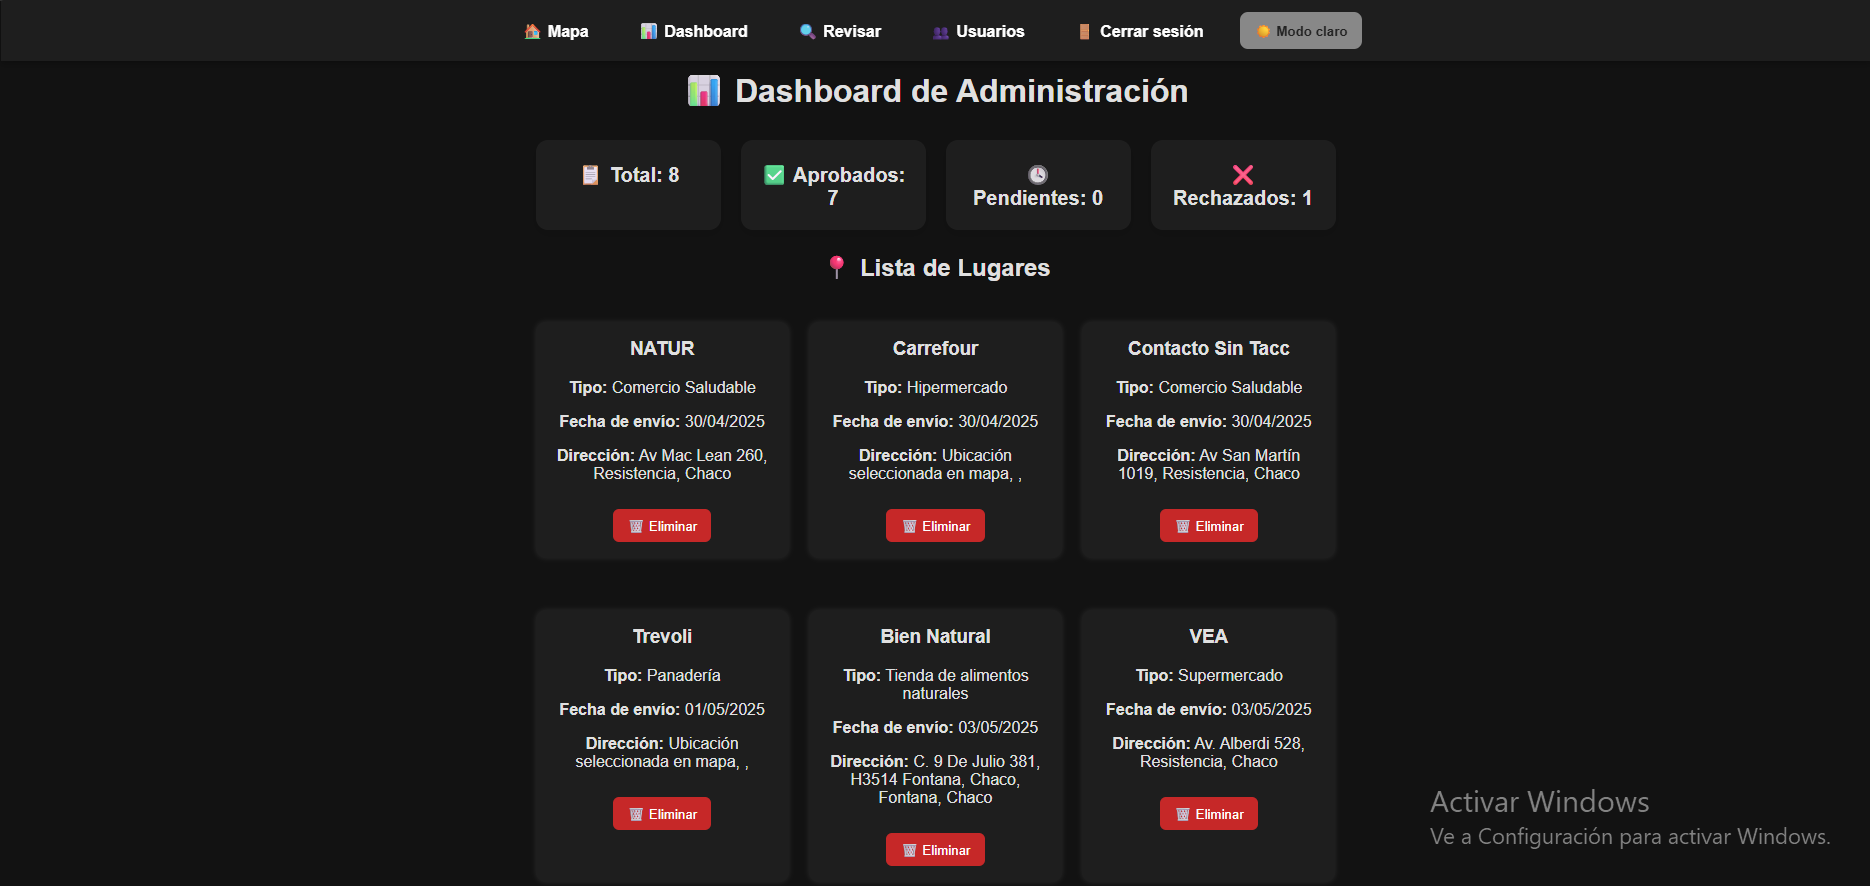 Mapa
Dashboard
Revisar
Usuarios
Cerrar sesión
Modo claro
Dashboard de Administración
Total: 8
Aprobados:
7
Pendientes: 0
Rechazados: 1
Lista de Lugares
NATUR
Tipo: Comercio Saludable
Fecha de envío: 30/04/2025
Dirección: Av Mac Lean 260,
Resistencia, Chaco
Eliminar
Carrefour
Tipo: Hipermercado
Fecha de envío: 30/04/2025
Dirección: Ubicación
seleccionada en mapa, ,
Eliminar
Contacto Sin Tacc
Tipo: Comercio Saludable
Fecha de envío: 30/04/2025
Dirección: Av San Martín
1019, Resistencia, Chaco
Eliminar
Trevoli
Tipo: Panadería
Fecha de envío: 01/05/2025
Dirección: Ubicación
seleccionada en mapa, ,
Eliminar
Bien Natural
Tipo: Tienda de alimentos
naturales
Fecha de envío: 03/05/2025
Dirección: C. 9 De Julio 381,
H3514 Fontana, Chaco,
Fontana, Chaco
Eliminar
VEA
Tipo: Supermercado
Fecha de envío: 03/05/2025
Dirección: Av. Alberdi 528,
Resistencia, Chaco
Eliminar
Activar Windows
Ve a Configuración para activar Windows.